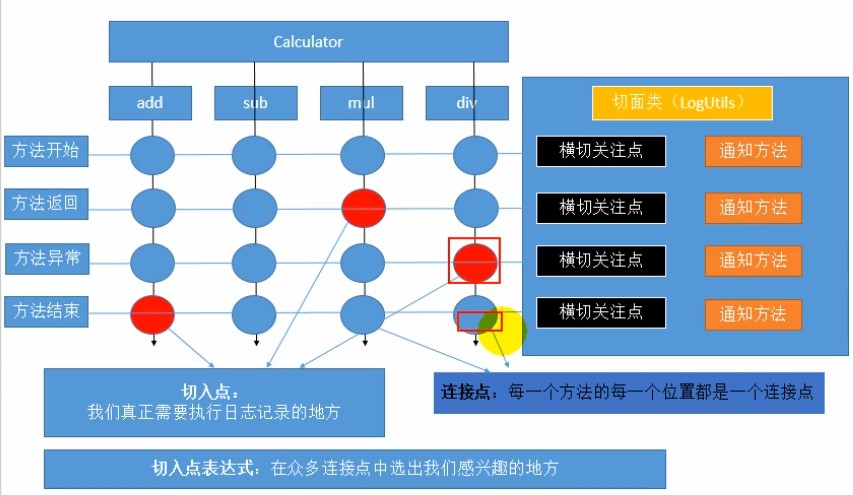 Calculator
add
sub
mul
div
切面类（LogUtils）
方法开始
横切关注点
通知方法
方法返回
横切关注点
通知方法
方法异常
横切关注点
通知方法
方法结束
横切关注点
通知方法
切入点：
我们真正需要执行日志记录的地方
连接点：每一个方法的每一个位置都是一个连接点
切入点表达式：在众多连接点中选出我们感兴趣的地方